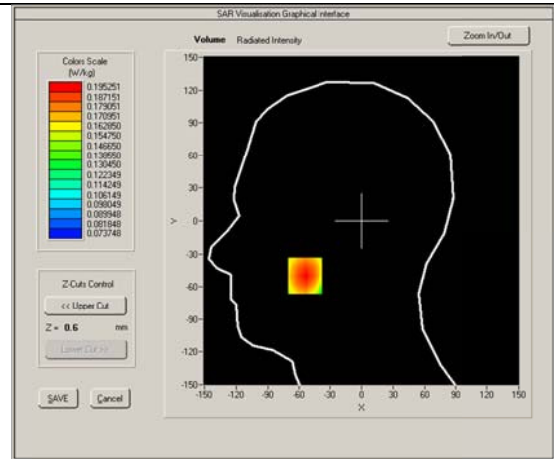 SAR Visualisation Graphical Interface
Volume Radiated Intensity
Zoom In/Out
Colors Scale
(W/kg)
0.195251
0.187151
0.179051
0.170951
0.162850
0.154750
0.146650
0.138550
0.130450
0.122349
0.114249
0.106149
0.098049
0.089948
0.081848
0.073748
Z-Cuts Control
<< Upper Cut
Z = 0.6 mm
Lower Cut >>
SAVE
Cancel
150
120
90
60
30
0
-30
-60
-90
-120
-150
Y
-150 -120 -90 -60 -30 0 30 60 90 120 150
X